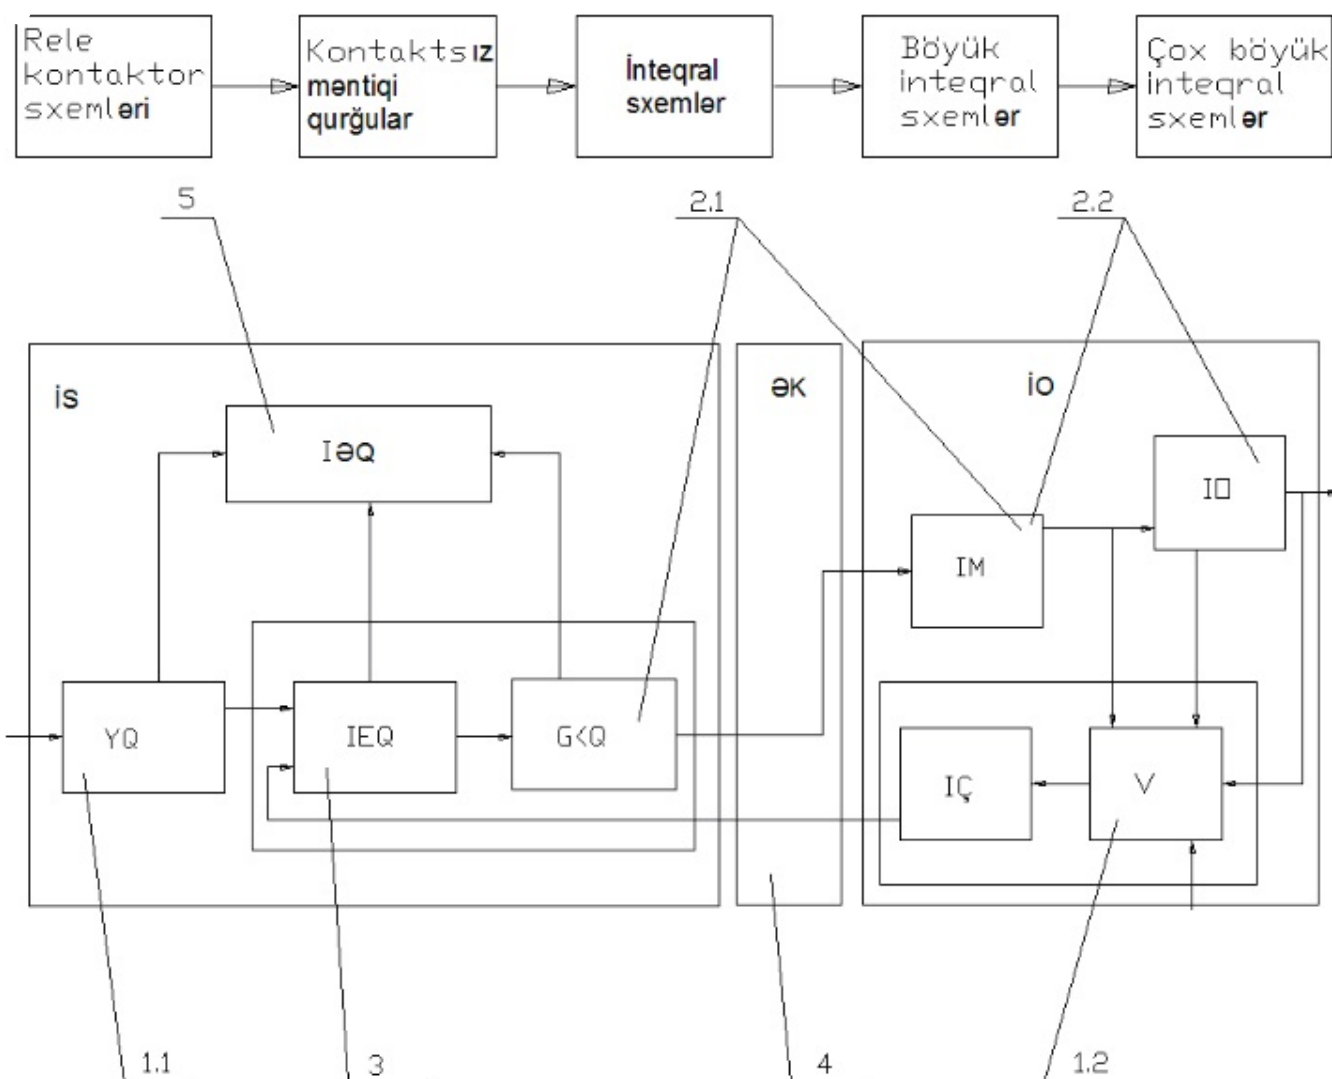 Rele
kontaktor
sxemləri
Kontaktsız
məntiqi
qurğular
İnteqral
sxemlər
Böyük
inteqral
sxemlər
Çox böyük
inteqral
sxemlər
5
2.1
2.2
İS
ƏK
İO
IƏQ
IO
IM
YQ
IEQ
G<Q
IÇ
V
1.1
3
4
1.2